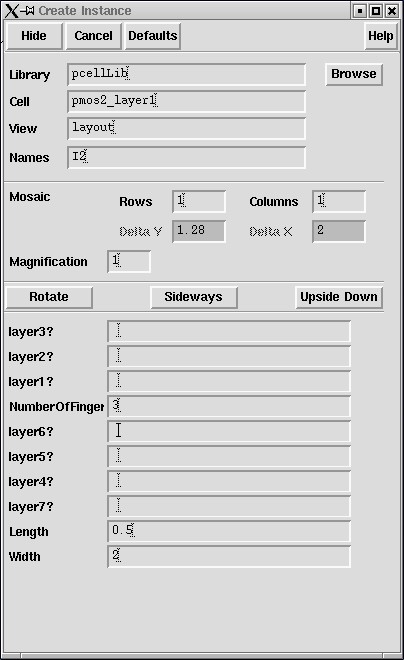 Create Instance
Hide Cancel Defaults Help
Library pcellLib Browse
Cell pmos2_layer1
View layout
Names I2
Mosaic Rows 1 Columns 1
Delta Y 1.28 Delta X 2
Magnification 1
Rotate Sideways Upside Down
layer3?
layer2?
layer1?
NumberOfFinger 3
layer6?
layer5?
layer4?
layer7?
Length 0.5
Width 2